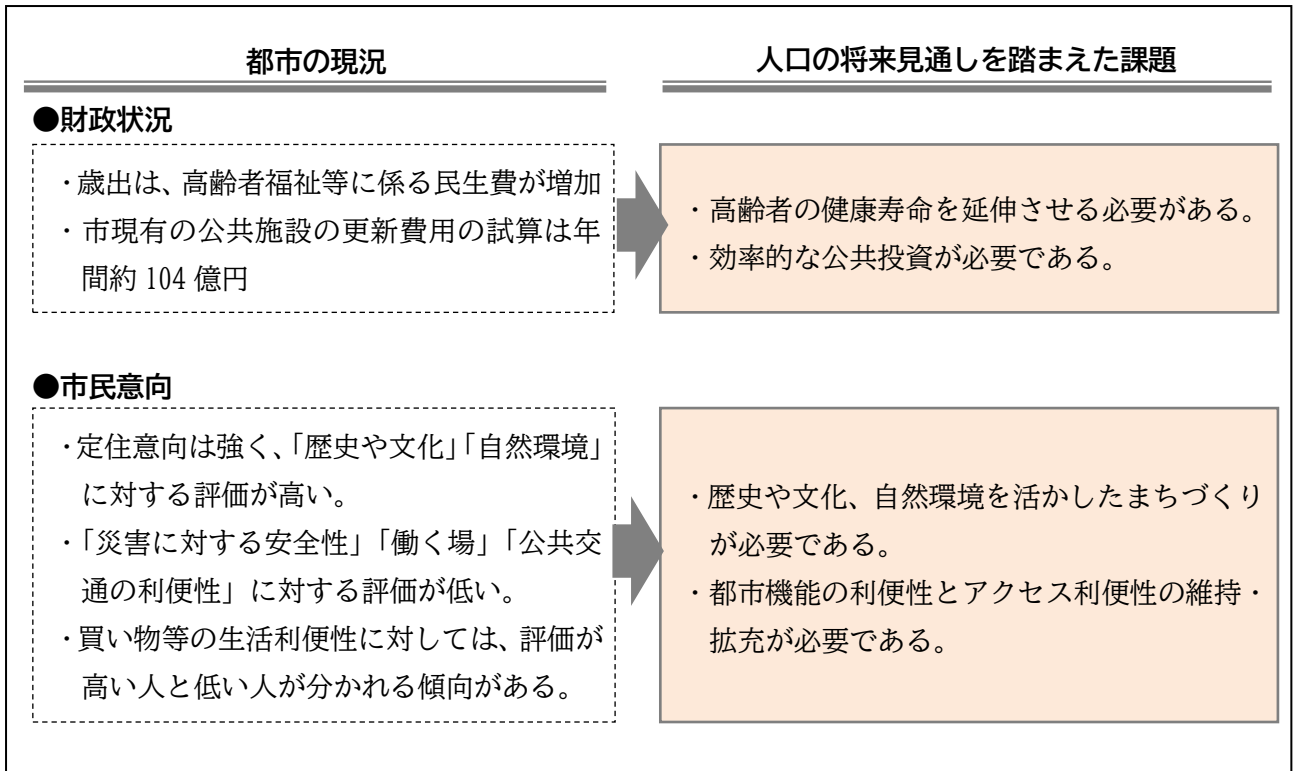 都市の現況
人口の将来見通しを踏まえた課題
●財政状況
・歳出は、高齢者福祉等に係る民生費が増加
・市現有の公共施設の更新費用の試算は年
間約 104 億円
・高齢者の健康寿命を延伸させる必要がある。
・効率的な公共投資が必要である。
●市民意向
・定住意向は強く、「歴史や文化」「自然環境」
に対する評価が高い。
・「災害に対する安全性」「働く場」「公共交
通の利便性」に対する評価が低い。
・買い物等の生活利便性に対しては、評価が
高い人と低い人が分かれる傾向がある。
・歴史や文化、自然環境を活かしたまちづくり
が必要である。
・都市機能の利便性とアクセス利便性の維持・
拡充が必要である。